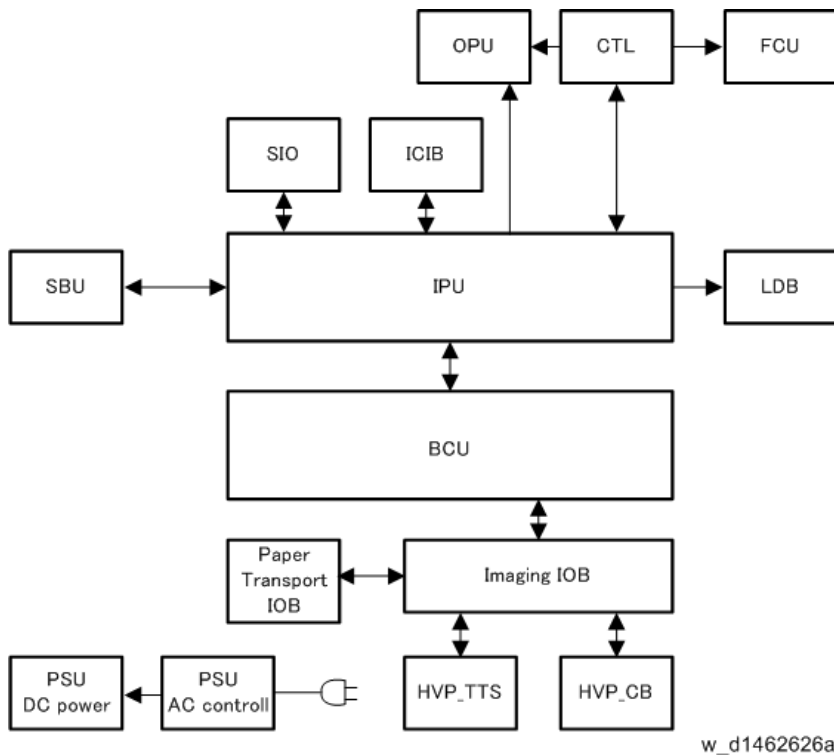 OPU
CTL
FCU
SIO
ICIB
SBU
IPU
LDB
BCU
Paper
Transport
IOB
Imaging IOB
PSU
DC power
PSU
AC controll
HVP_TTS
HVP_CB
w_d1462626a